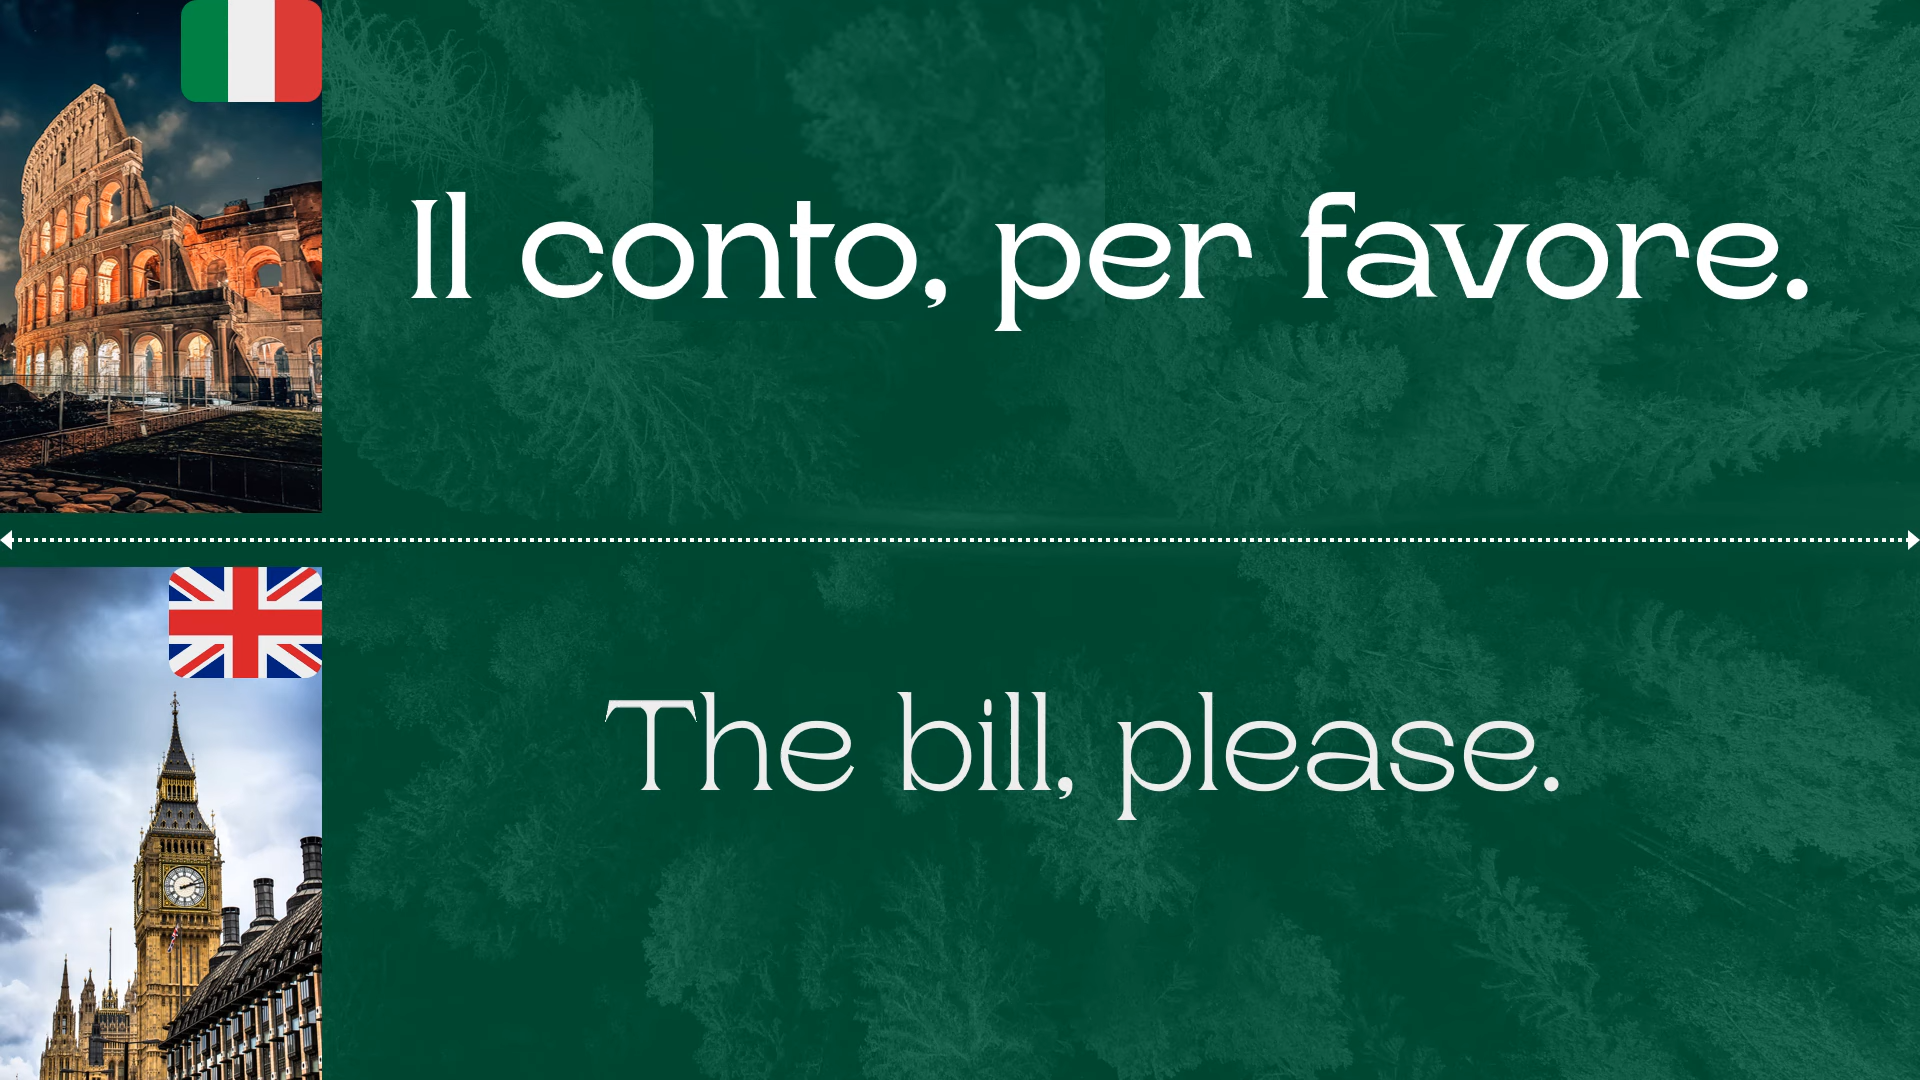 Il conto, per favore.
The bill, please.